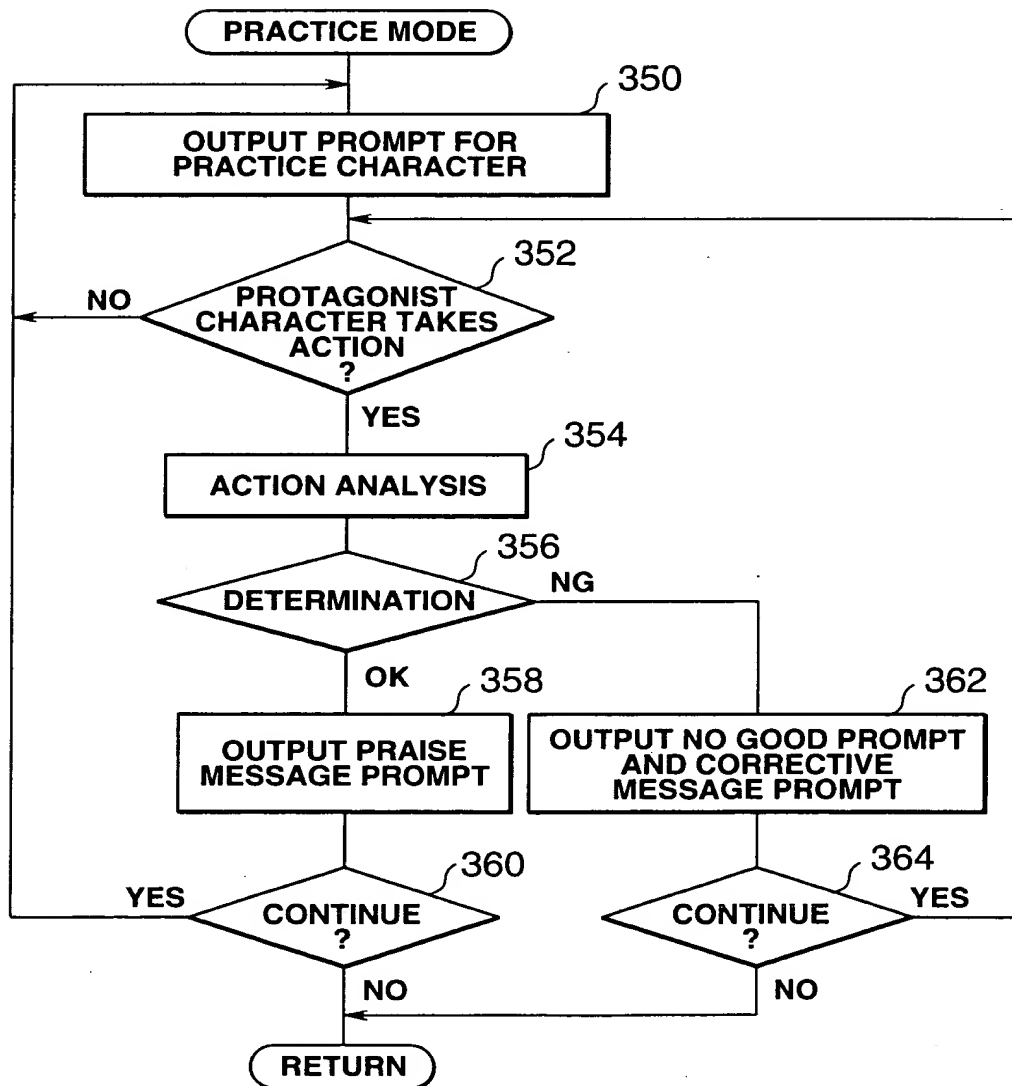 PRACTICE MODE
350
OUTPUT PROMPT FOR
PRACTICE CHARACTER
352
NO
PROTAGONIST
CHARACTER TAKES
ACTION
?
YES
354
ACTION ANALYSIS
356
NG
DETERMINATION
OK
358
362
OUTPUT PRAISE
MESSAGE PROMPT
OUTPUT NO GOOD PROMPT
AND CORRECTIVE
MESSAGE PROMPT
360
364
YES
CONTINUE
?
CONTINUE
?
YES
NO
NO
RETURN